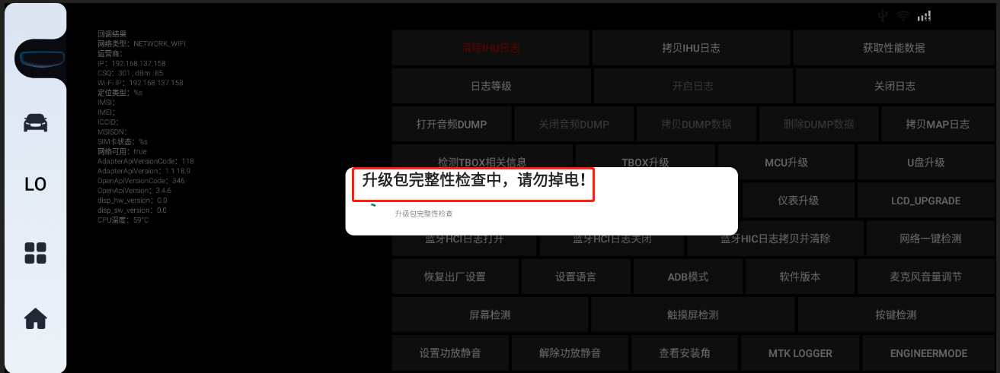 回调结果
网络类型：NETWORK_WIFI
运营商：
IP：192.168.137.158
CSQ：301 ; dBm : 85
Wi-Fi IP：192.168.137.158
定位类型：%s
IMSI：
IMEI：
ICCID：
MSISDN：
SIM卡状态：%s
网络可用：true
AdapterApiVersionCode：118
AdapterApiVersion：1.1.18.9
OpenApiVersionCode：346
OpenApiVersion：3.4.6
disp_hw_version：0.0
disp_sw_version：0.0
CPU温度：59°C
LO
清除IHU日志 拷贝IHU日志 获取性能数据
日志等级 开启日志 关闭日志
打开音频DUMP 关闭音频DUMP 拷贝DUMP数据 删除DUMP数据 拷贝MAP日志
检测TBOX相关信息 TBOX升级 MCU升级 U盘升级
升级包完整性检查中，请勿掉电！
升级包完整性检查
仪表升级 LCD_UPGRADE
蓝牙HCI日志打开 蓝牙HCI日志关闭 蓝牙HIC日志拷贝并清除 网络一键检测
恢复出厂设置 设置语言 ADB模式 软件版本 麦克风音量调节
屏幕检测 触摸屏检测 按键检测
设置功放静音 解除功放静音 查看安装角 MTK LOGGER ENGINEERMODE